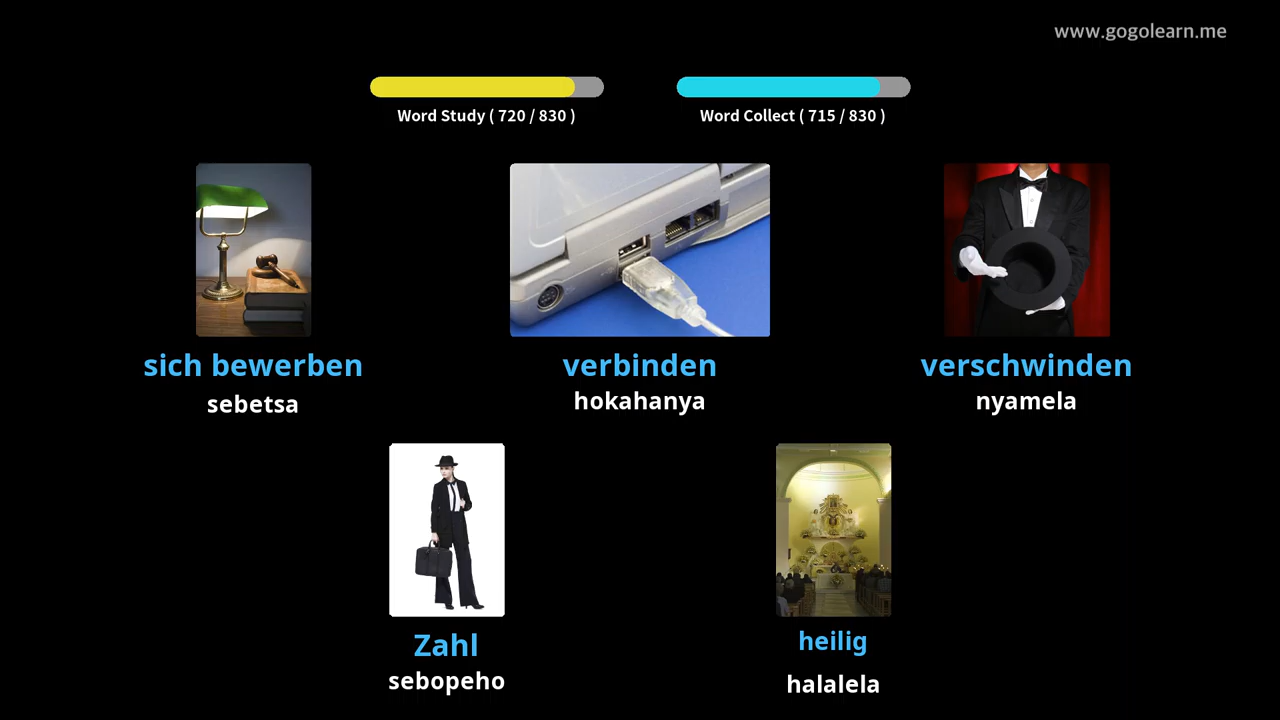 www.gogolearn.me
Word Study ( 720 / 830 )
Word Collect ( 715 / 830 )
sich bewerben
sebetsa
verbinden
hokahanya
verschwinden
nyamela
Zahl
sebopeho
heilig
halalela